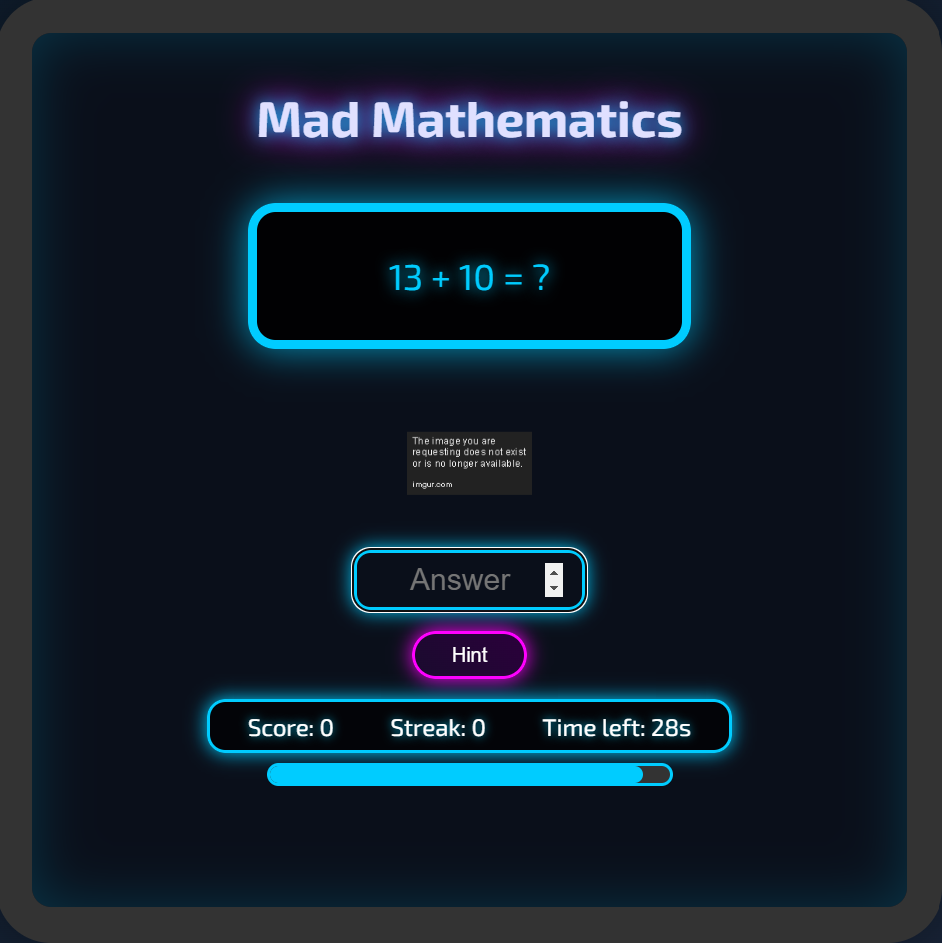 Mad Mathematics
13 + 10 = ?
The image you are
requesting does not exist
or is no longer available.
imgur.com
Answer
Hint
Score: 0 Streak: 0 Time left: 28s